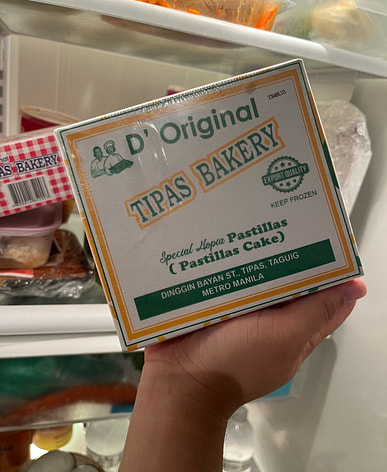 D' Original
TIPAS BAKERY
EXPORT QUALITY
KEEP FROZEN
Special Hopia Pastillas
( Pastillas Cake)
DINGGIN BAYAN ST., TIPAS, TAGUIG
METRO MANILA
AS BAKERY